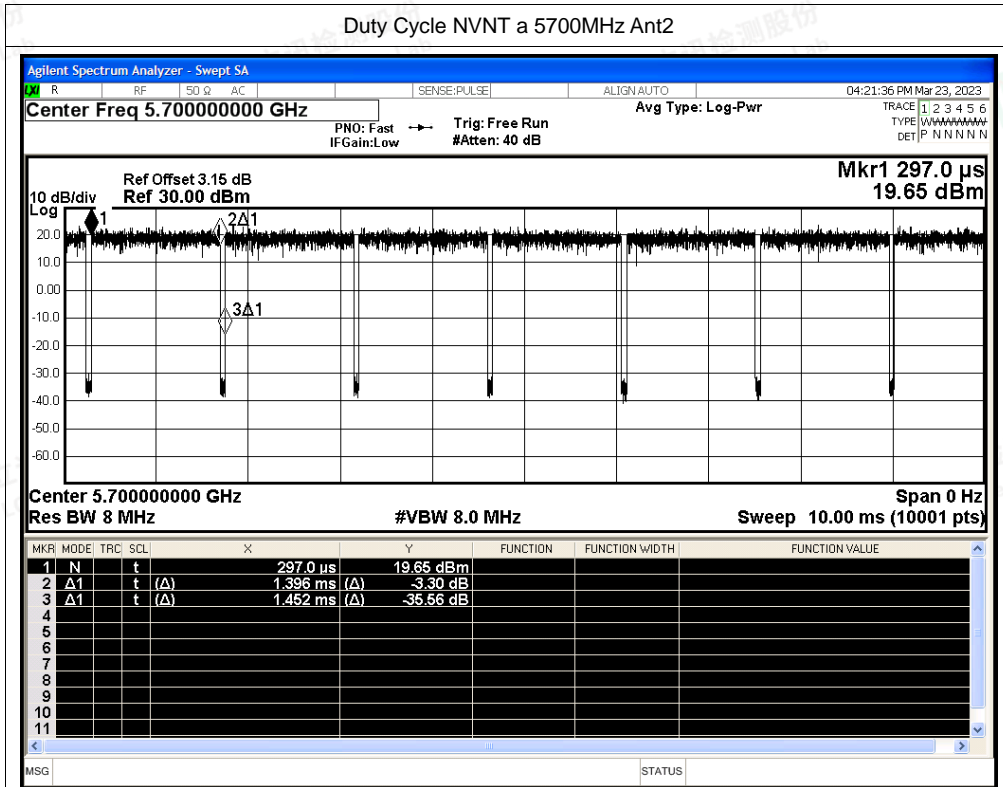 Duty Cycle NVNT a 5700MHz Ant2
Agilent Spectrum Analyzer - Swept SA
LXI R RF 50 Ω AC SENSE:PULSE ALIGN AUTO 04:21:36 PM Mar 23, 2023
Center Freq 5.700000000 GHz Avg Type: Log-Pwr TRACE 1 2 3 4 5 6
PNO: Fast Trig: Free Run TYPE WWWWWW
IFGain:Low #Atten: 40 dB DET P N N N N N
Mkr1 297.0 µs
Ref Offset 3.15 dB
10 dB/div Ref 30.00 dBm 19.65 dBm
Log
1
2Δ1
20.0
10.0
0.00
3Δ1
-10.0
-20.0
-30.0
-40.0
-50.0
-60.0
Center 5.700000000 GHz Span 0 Hz
Res BW 8 MHz #VBW 8.0 MHz Sweep 10.00 ms (10001 pts)
MKR MODE TRC SCL X Y FUNCTION FUNCTION WIDTH FUNCTION VALUE
1 N t 297.0 µs 19.65 dBm
2 Δ1 t (Δ) 1.396 ms (Δ) -3.30 dB
3 Δ1 t (Δ) 1.452 ms (Δ) -35.56 dB
4
5
6
7
8
9
10
11
MSG STATUS